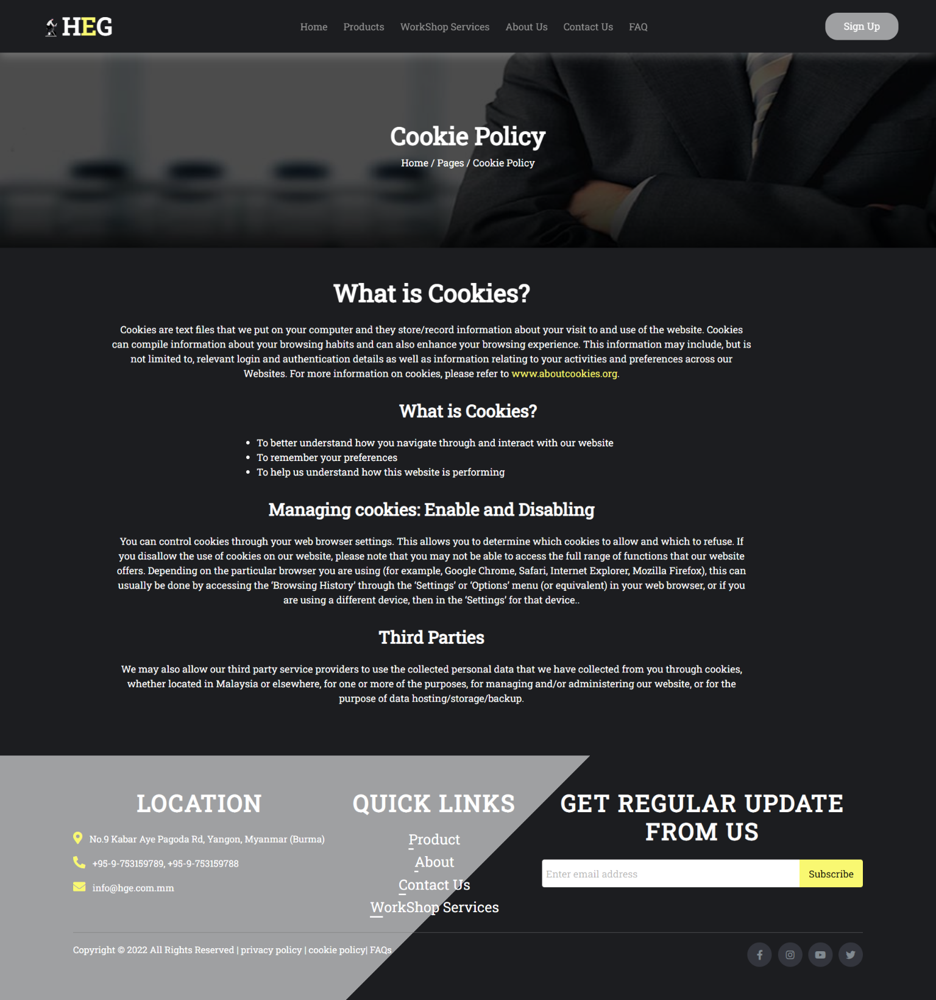 HEG
Home Products WorkShop Services About Us Contact Us FAQ
Sign Up
Cookie Policy
Home / Pages / Cookie Policy
What is Cookies?
Cookies are text files that we put on your computer and they store/record information about your visit to and use of the website. Cookies
can compile information about your browsing habits and can also enhance your browsing experience. This information may include, but is
not limited to, relevant login and authentication details as well as information relating to your activities and preferences across our
Websites. For more information on cookies, please refer to www.aboutcookies.org.
What is Cookies?
• To better understand how you navigate through and interact with our website
• To remember your preferences
• To help us understand how this website is performing
Managing cookies: Enable and Disabling
You can control cookies through your web browser settings. This allows you to determine which cookies to allow and which to refuse. If
you disallow the use of cookies on our website, please note that you may not be able to access the full range of functions that our website
offers. Depending on the particular browser you are using (for example, Google Chrome, Safari, Internet Explorer, Mozilla Firefox), this can
usually be done by accessing the ‘Browsing History’ through the ‘Settings’ or ‘Options’ menu (or equivalent) in your web browser, or if you
are using a different device, then in the ‘Settings’ for that device..
Third Parties
We may also allow our third party service providers to use the collected personal data that we have collected from you through cookies,
whether located in Malaysia or elsewhere, for one or more of the purposes, for managing and/or administering our website, or for the
purpose of data hosting/storage/backup.
LOCATION
No.9 Kabar Aye Pagoda Rd, Yangon, Myanmar (Burma)
+95-9-753159789, +95-9-753159788
info@hge.com.mm
QUICK LINKS
Product
About
Contact Us
WorkShop Services
GET REGULAR UPDATE
FROM US
Enter email address
Subscribe
Copyright © 2022 All Rights Reserved | privacy policy | cookie policy| FAQs